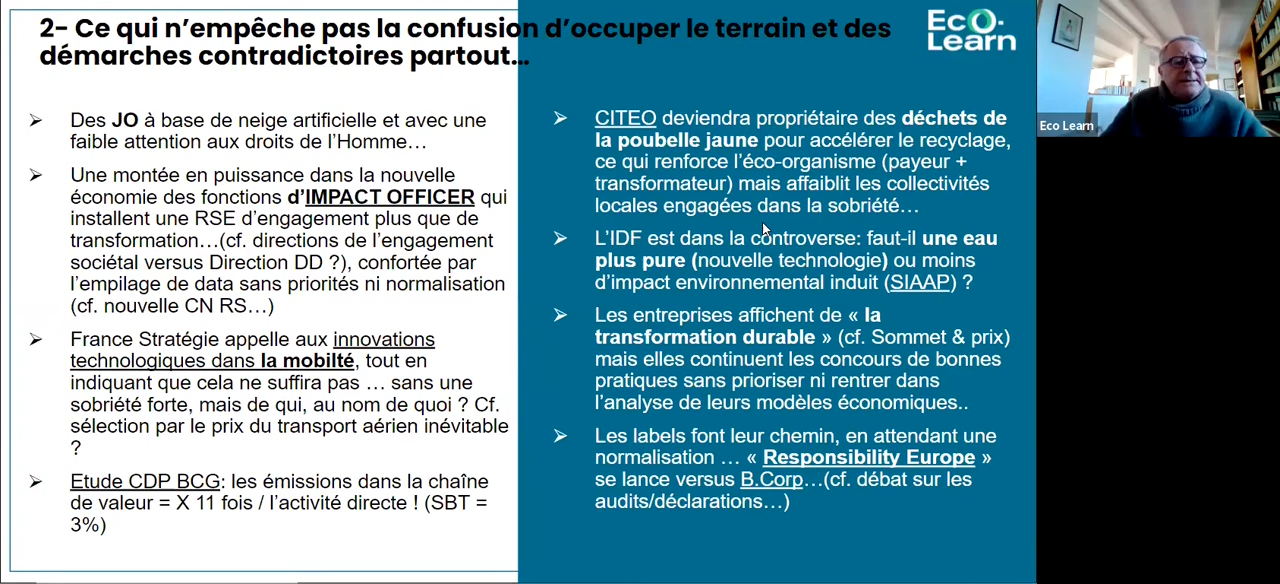 2- Ce qui n’empêche pas la confusion d’occuper le terrain et des
démarches contradictoires partout…
Eco
Learn
➢ Des JO à base de neige artificielle et avec une
faible attention aux droits de l’Homme…
➢ Une montée en puissance dans la nouvelle
économie des fonctions d’IMPACT OFFICER qui
installent une RSE d’engagement plus que de
transformation…(cf. directions de l’engagement
sociétal versus Direction DD ?), confortée par
l’empilage de data sans priorités ni normalisation
(cf. nouvelle CN RS…)
➢ France Stratégie appelle aux innovations
technologiques dans la mobilté, tout en
indiquant que cela ne suffira pas … sans une
sobriété forte, mais de qui, au nom de quoi ? Cf.
sélection par le prix du transport aérien inévitable
?
➢ Etude CDP BCG: les émissions dans la chaîne
de valeur = X 11 fois / l’activité directe ! (SBT =
3%)
➢ CITEO deviendra propriétaire des déchets de
la poubelle jaune pour accélérer le recyclage,
ce qui renforce l’éco-organisme (payeur +
transformateur) mais affaiblit les collectivités
locales engagées dans la sobriété…
➢ L’IDF est dans la controverse: faut-il une eau
plus pure (nouvelle technologie) ou moins
d’impact environnemental induit (SIAAP) ?
➢ Les entreprises affichent de « la
transformation durable » (cf. Sommet & prix)
mais elles continuent les concours de bonnes
pratiques sans prioriser ni rentrer dans
l’analyse de leurs modèles économiques..
➢ Les labels font leur chemin, en attendant une
normalisation … « Responsibility Europe »
se lance versus B.Corp…(cf. débat sur les
audits/déclarations…)
Eco Learn